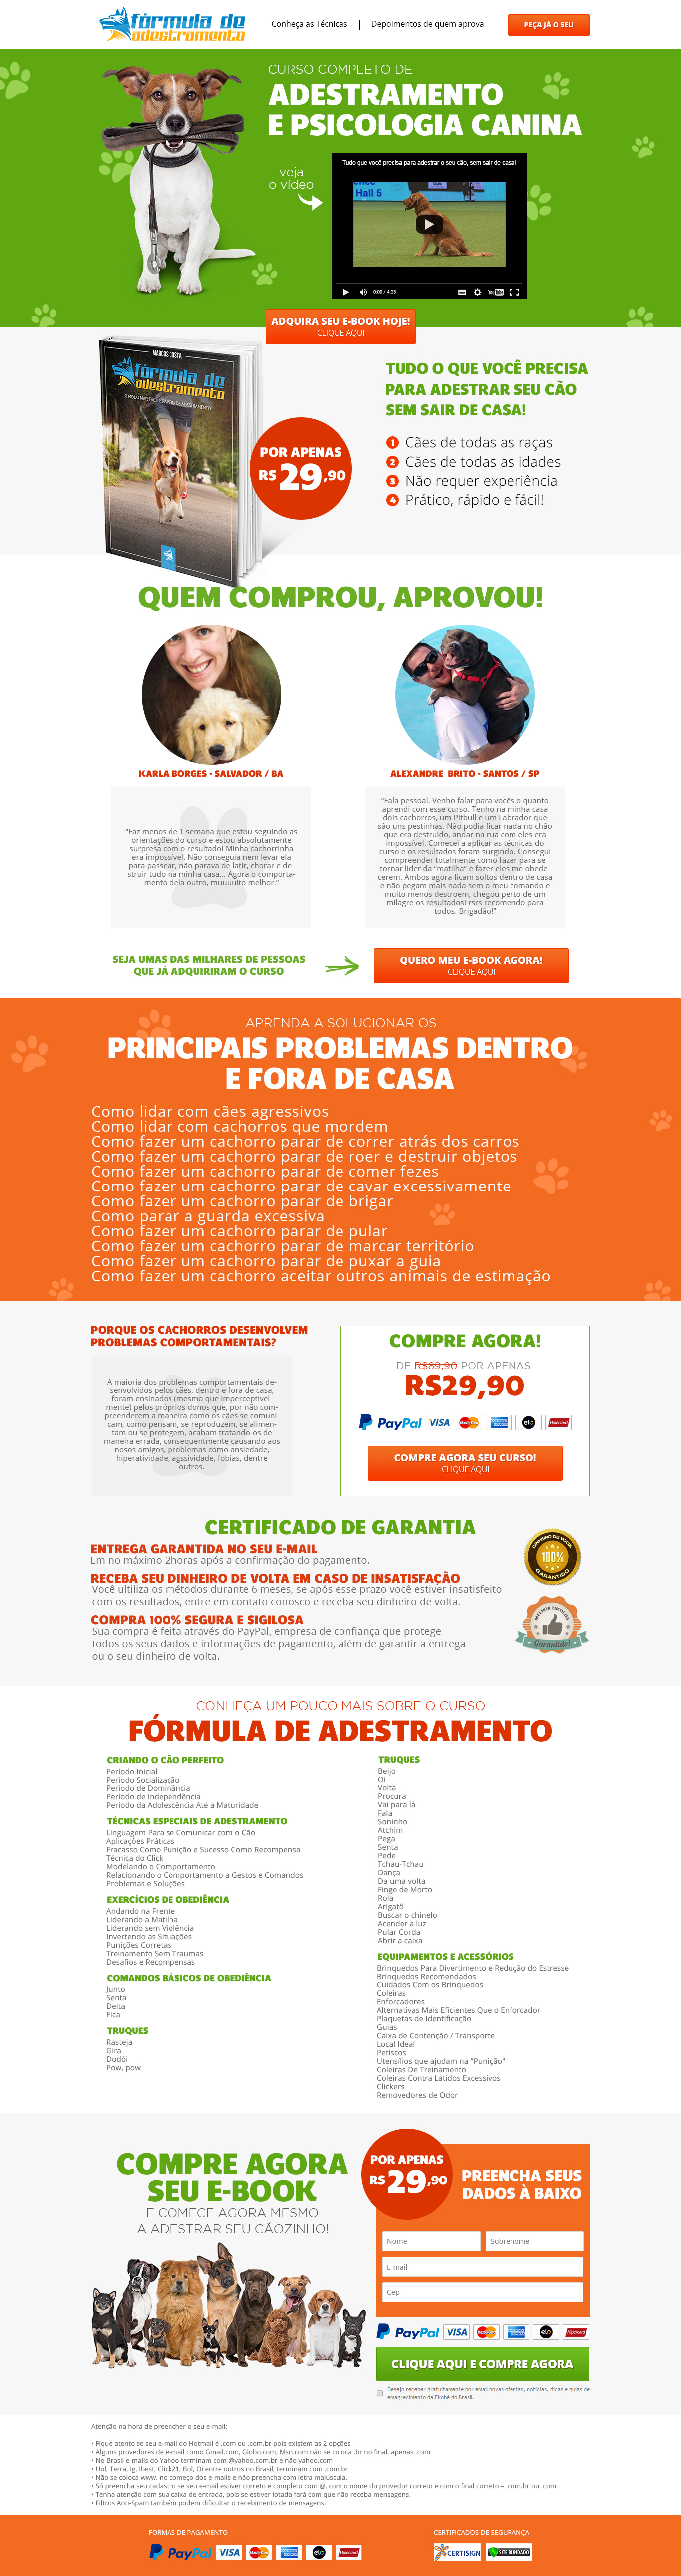 fórmula de
adestramento
Conheça as Técnicas | Depoimentos de quem aprova
PEÇA JÁ O SEU
CURSO COMPLETO DE
ADESTRAMENTO
E PSICOLOGIA CANINA
veja
o vídeo
Tudo que você precisa para adestrar o seu cão, sem sair de casa!
Hall 5
0:00 / 4:25
YouTube
ADQUIRA SEU E-BOOK HOJE!
CLIQUE AQUI
MARCOS COSTA
fórmula de
adestramento
O MODO MAIS FÁCIL E RÁPIDO DE ADESTRAMENTO
POR APENAS
R$ 29,90
TUDO O QUE VOCÊ PRECISA
PARA ADESTRAR SEU CÃO
SEM SAIR DE CASA!
1 Cães de todas as raças
2 Cães de todas as idades
3 Não requer experiência
4 Prático, rápido e fácil!
QUEM COMPROU, APROVOU!
KARLA BORGES - SALVADOR / BA
"Faz menos de 1 semana que estou seguindo as
orientações do curso e estou absolutamente
surpresa com o resultado! Minha cachorrinha
era impossível. Não conseguia nem levar ela
para passear, não parava de latir, chorar e de-
struir tudo na minha casa... Agora o comporta-
mento dela outro, muuuuito melhor."
ALEXANDRE BRITO - SANTOS / SP
"Fala pessoal. Venho falar para vocês o quanto
aprendi com esse curso. Tenho na minha casa
dois cachorros, um Pitbull e um Labrador que
são uns pestinhas. Não podia ficar nada no chão
que era destruído, andar na rua com eles era
impossível. Comecei a aplicar as técnicas do
curso e os resultados foram surgindo. Consegui
compreender totalmente como fazer para se
tornar líder da "matilha" e fazer eles me obede-
cerem. Ambos agora ficam soltos dentro de casa
e não pegam mais nada sem o meu comando e
muito menos destroem, chegou perto de um
milagre os resultados! rsrs recomendo para
todos. Brigadão!"
SEJA UMAS DAS MILHARES DE PESSOAS
QUE JÁ ADQUIRIRAM O CURSO
QUERO MEU E-BOOK AGORA!
CLIQUE AQUI
APRENDA A SOLUCIONAR OS
PRINCIPAIS PROBLEMAS DENTRO
E FORA DE CASA
Como lidar com cães agressivos
Como lidar com cachorros que mordem
Como fazer um cachorro parar de correr atrás dos carros
Como fazer um cachorro parar de roer e destruir objetos
Como fazer um cachorro parar de comer fezes
Como fazer um cachorro parar de cavar excessivamente
Como fazer um cachorro parar de brigar
Como parar a guarda excessiva
Como fazer um cachorro parar de pular
Como fazer um cachorro parar de marcar território
Como fazer um cachorro parar de puxar a guia
Como fazer um cachorro aceitar outros animais de estimação
PORQUE OS CACHORROS DESENVOLVEM
PROBLEMAS COMPORTAMENTAIS?
A maioria dos problemas comportamentais de-
senvolvidos pelos cães, dentro e fora de casa,
foram ensinados (mesmo que imperceptivel-
mente) pelos próprios donos que, por não com-
preenderem a maneira como os cães se comuni-
cam, como pensam, se reproduzem, se alimen-
tam ou se protegem, acabam tratando-os de
maneira errada, consequentmente causando aos
nosos amigos, problemas como ansiedade,
hiperatividade, agssividade, fobias, dentre
outros.
COMPRE AGORA!
DE R$89,90 POR APENAS
R$29,90
PayPal VISA MasterCard elo Hipercard
COMPRE AGORA SEU CURSO!
CLIQUE AQUI
CERTIFICADO DE GARANTIA
ENTREGA GARANTIDA NO SEU E-MAIL
Em no máximo 2horas após a confirmação do pagamento.
RECEBA SEU DINHEIRO DE VOLTA EM CASO DE INSATISFAÇÃO
Você ultiliza os métodos durante 6 meses, se após esse prazo você estiver insatisfeito
com os resultados, entre em contato conosco e receba seu dinheiro de volta.
COMPRA 100% SEGURA E SIGILOSA
Sua compra é feita através do PayPal, empresa de confiança que protege
todos os seus dados e informações de pagamento, além de garantir a entrega
ou o seu dinheiro de volta.
DINHEIRO DE VOLTA
100%
GARANTIDO
MELHOR ESCOLHA
Garantido!
CONHEÇA UM POUCO MAIS SOBRE O CURSO
FÓRMULA DE ADESTRAMENTO
CRIANDO O CÃO PERFEITO
Período Inicial
Período Socialização
Período de Dominância
Período de Independência
Período da Adolescência Até a Maturidade
TÉCNICAS ESPECIAIS DE ADESTRAMENTO
Linguagem Para se Comunicar com o Cão
Aplicações Práticas
Fracasso Como Punição e Sucesso Como Recompensa
Técnica do Click
Modelando o Comportamento
Relacionando o Comportamento a Gestos e Comandos
Problemas e Soluções
EXERCÍCIOS DE OBEDIÊNCIA
Andando na Frente
Liderando a Matilha
Liderando sem Violência
Invertendo as Situações
Punições Corretas
Treinamento Sem Traumas
Desafios e Recompensas
COMANDOS BÁSICOS DE OBEDIÊNCIA
Junto
Senta
Deita
Fica
TRUQUES
Rasteja
Gira
Dodói
Pow, pow
TRUQUES
Beijo
Oi
Volta
Procura
Vai para lá
Fala
Soninho
Atchim
Pega
Senta
Pede
Tchau-Tchau
Dança
Da uma volta
Finge de Morto
Rola
Arigatô
Buscar o chinelo
Acender a luz
Pular Corda
Abrir a caixa
EQUIPAMENTOS E ACESSÓRIOS
Brinquedos Para Divertimento e Redução do Estresse
Brinquedos Recomendados
Cuidados Com os Brinquedos
Coleiras
Enforcadores
Alternativas Mais Eficientes Que o Enforcador
Plaquetas de Identificação
Guias
Caixa de Contenção / Transporte
Local Ideal
Petiscos
Utensílios que ajudam na "Punição"
Coleiras De Treinamento
Coleiras Contra Latidos Excessivos
Clickers
Removedores de Odor
COMPRE AGORA
SEU E-BOOK
E COMECE AGORA MESMO
A ADESTRAR SEU CÃOZINHO!
POR APENAS
R$ 29,90
PREENCHA SEUS
DADOS À BAIXO
Nome
Sobrenome
E-mail
Cep
PayPal VISA MasterCard elo Hipercard
CLIQUE AQUI E COMPRE AGORA
Desejo receber gratuitamente por email novas ofertas, notícias, dicas e guias de
emagrecimento da Ekobé do Brasil.
Atenção na hora de preencher o seu e-mail:
• Fique atento se seu e-mail do Hotmail é .com ou .com.br pois existem as 2 opções
• Alguns provedores de e-mail como Gmail.com, Globo.com, Msn.com não se coloca .br no final, apenas .com
• No Brasil e-mails do Yahoo terminam com @yahoo.com.br e não yahoo.com
• Uol, Terra, Ig, Ibest, Click21, Bol, Oi entre outros no Brasil, terminam com .com.br
• Não se coloca www. no começo dos e-mails e não preencha com letra maiúscula.
• Só preencha seu cadastro se seu e-mail estiver correto e completo com @, com o nome do provedor correto e com o final correto – .com.br ou .com
• Tenha atenção com sua caixa de entrada, pois se estiver lotada fará com que não receba mensagens.
• Filtros Anti-Spam também podem dificultar o recebimento de mensagens.
FORMAS DE PAGAMENTO
PayPal VISA MasterCard elo Hipercard
CERTIFICADOS DE SEGURANÇA
CERTISIGN SITE BLINDADO